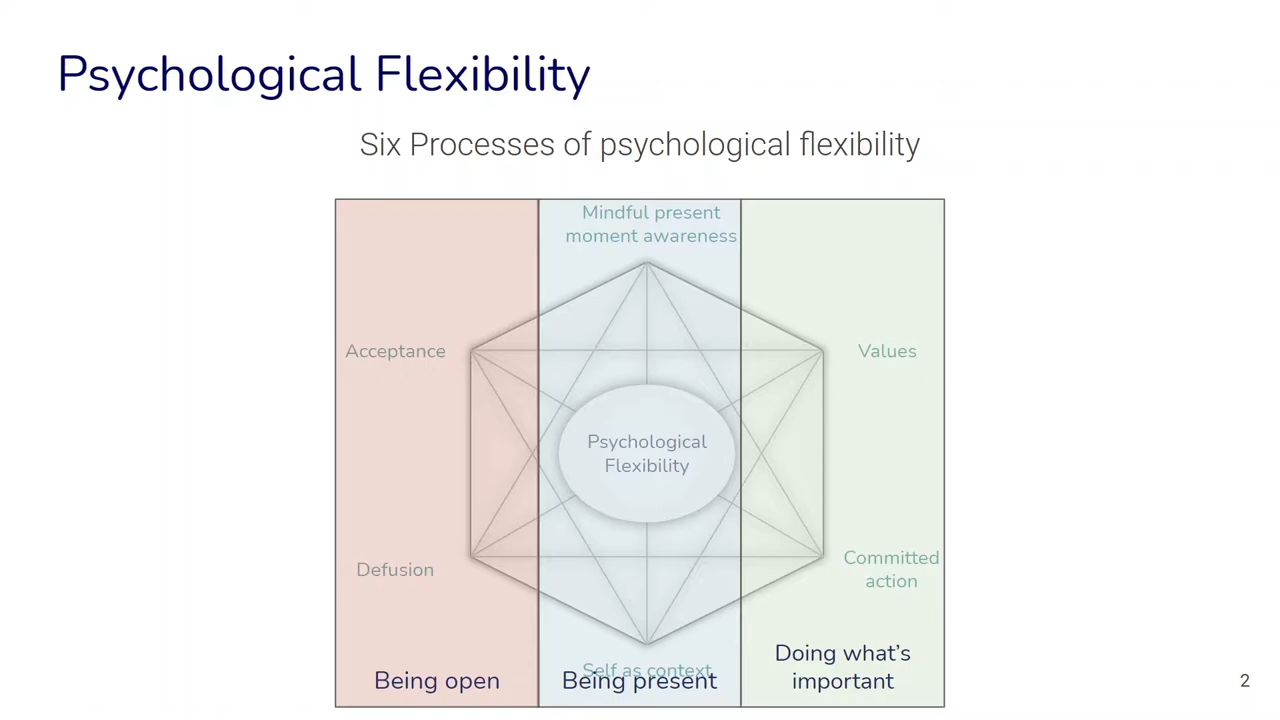 Psychological Flexibility
Six Processes of psychological flexibility
Mindful present
moment awareness
Acceptance
Values
Psychological
Flexibility
Defusion
Committed
action
Self as context
Being open
Being present
Doing what’s
important
2